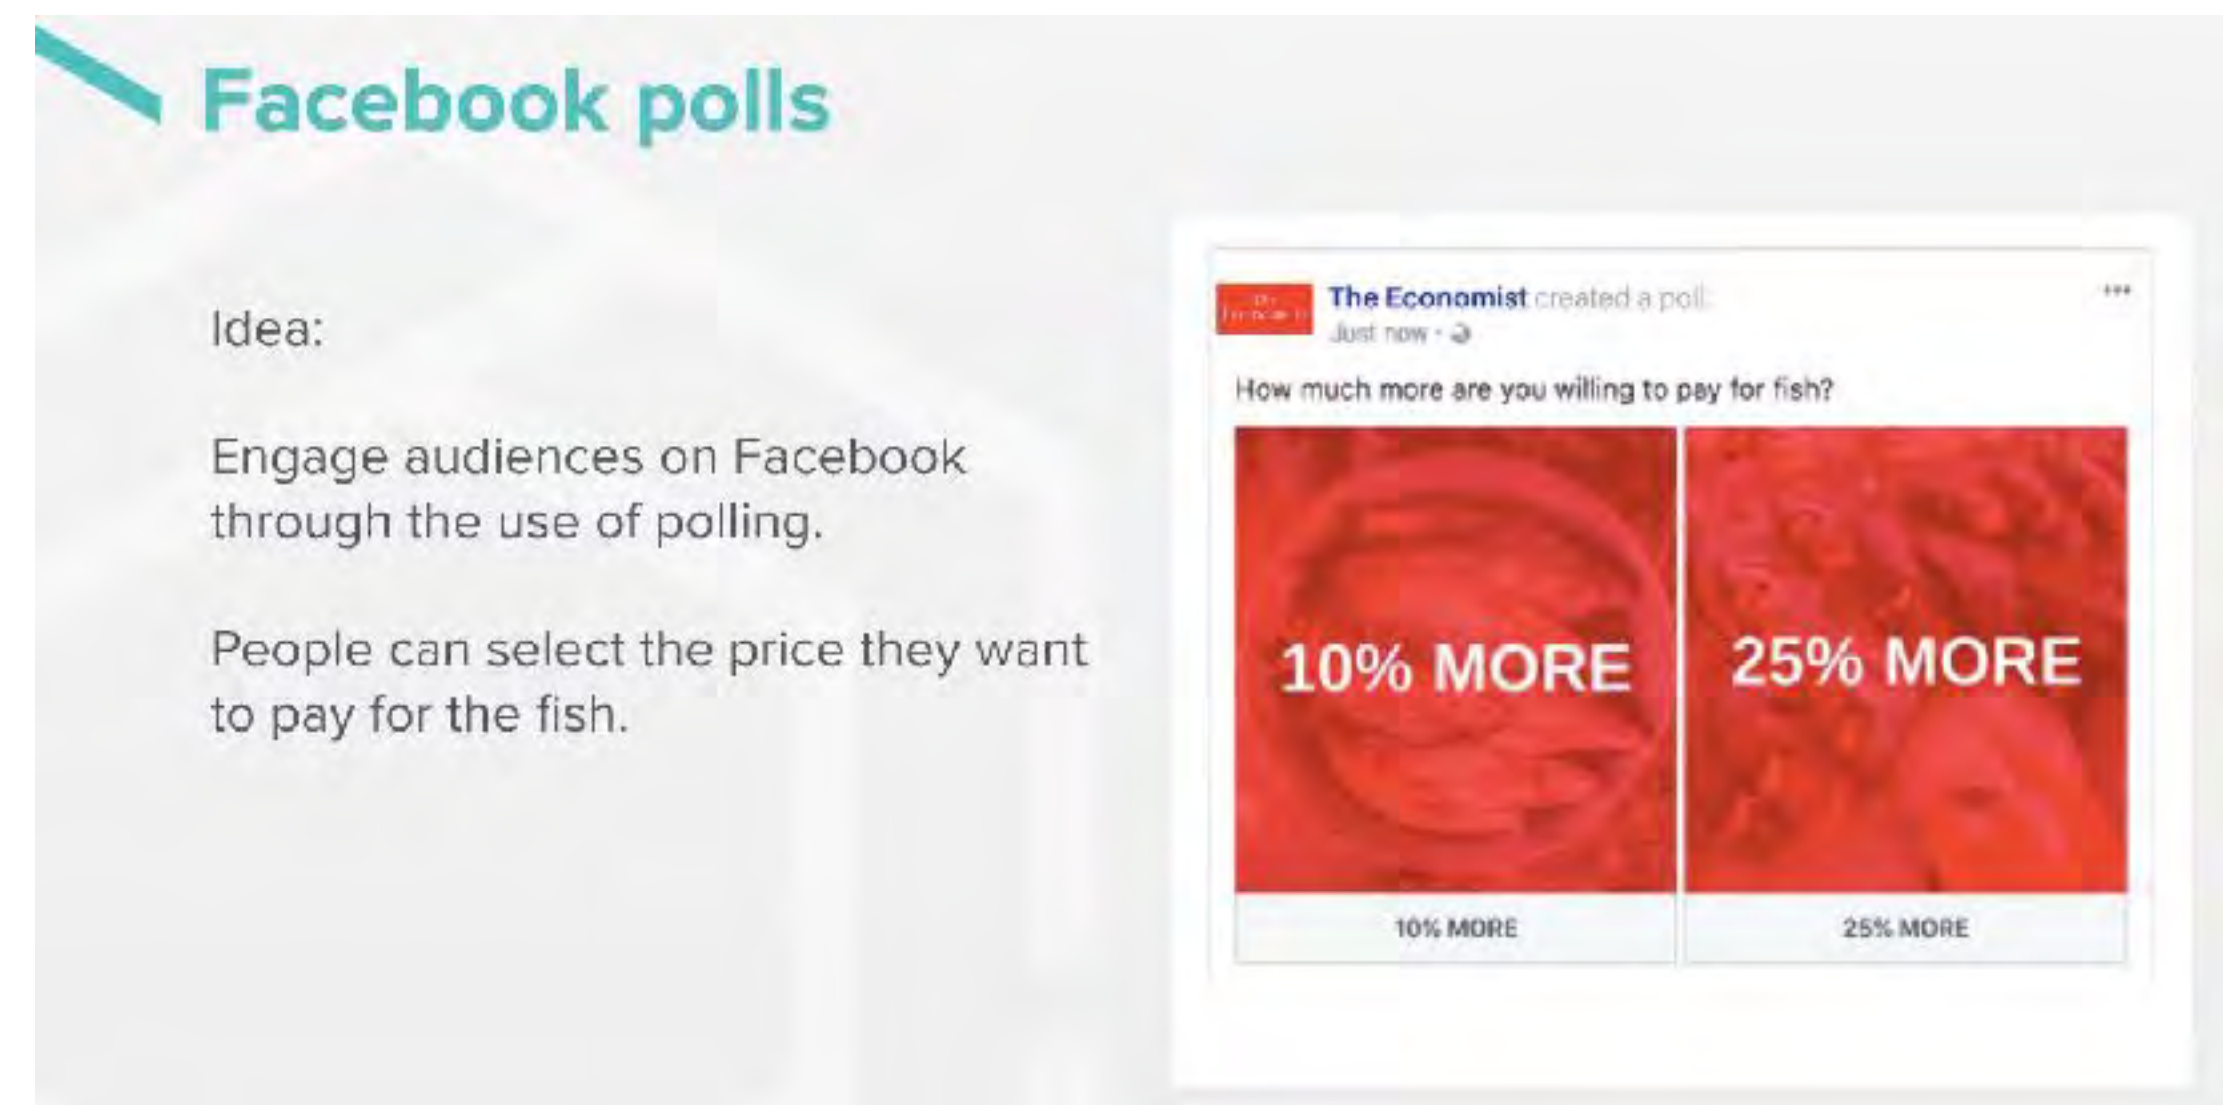 Facebook polls
Idea:
Engage audiences on Facebook
through the use of polling.
People can select the price they want
to pay for the fish.
The Economist created a poll.
Just now
How much more are you willing to pay for fish?
10% MORE
25% MORE
10% MORE
25% MORE